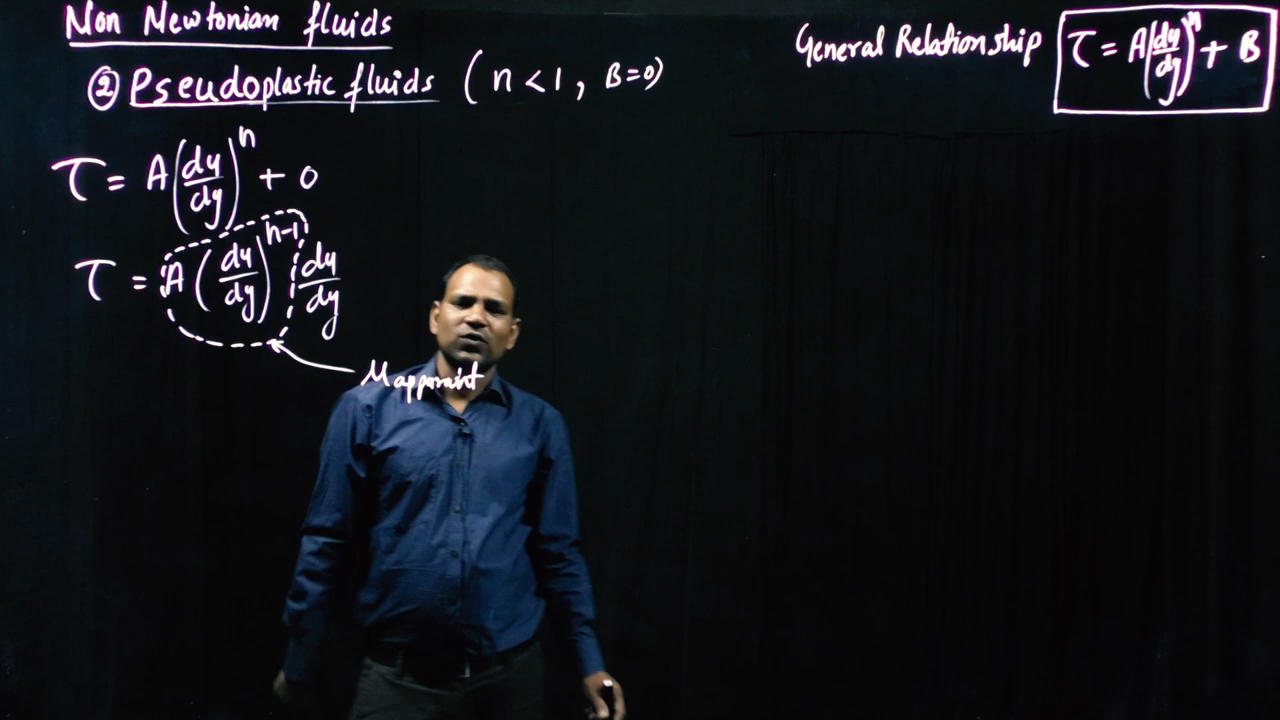 Non Newtonian fluids
General Relationship τ = A(du/dy)^n + B
② Pseudoplastic fluids (n < 1, B=0)
τ = A(du/dy)^n + 0
τ = A(du/dy)^n-1 du/dy